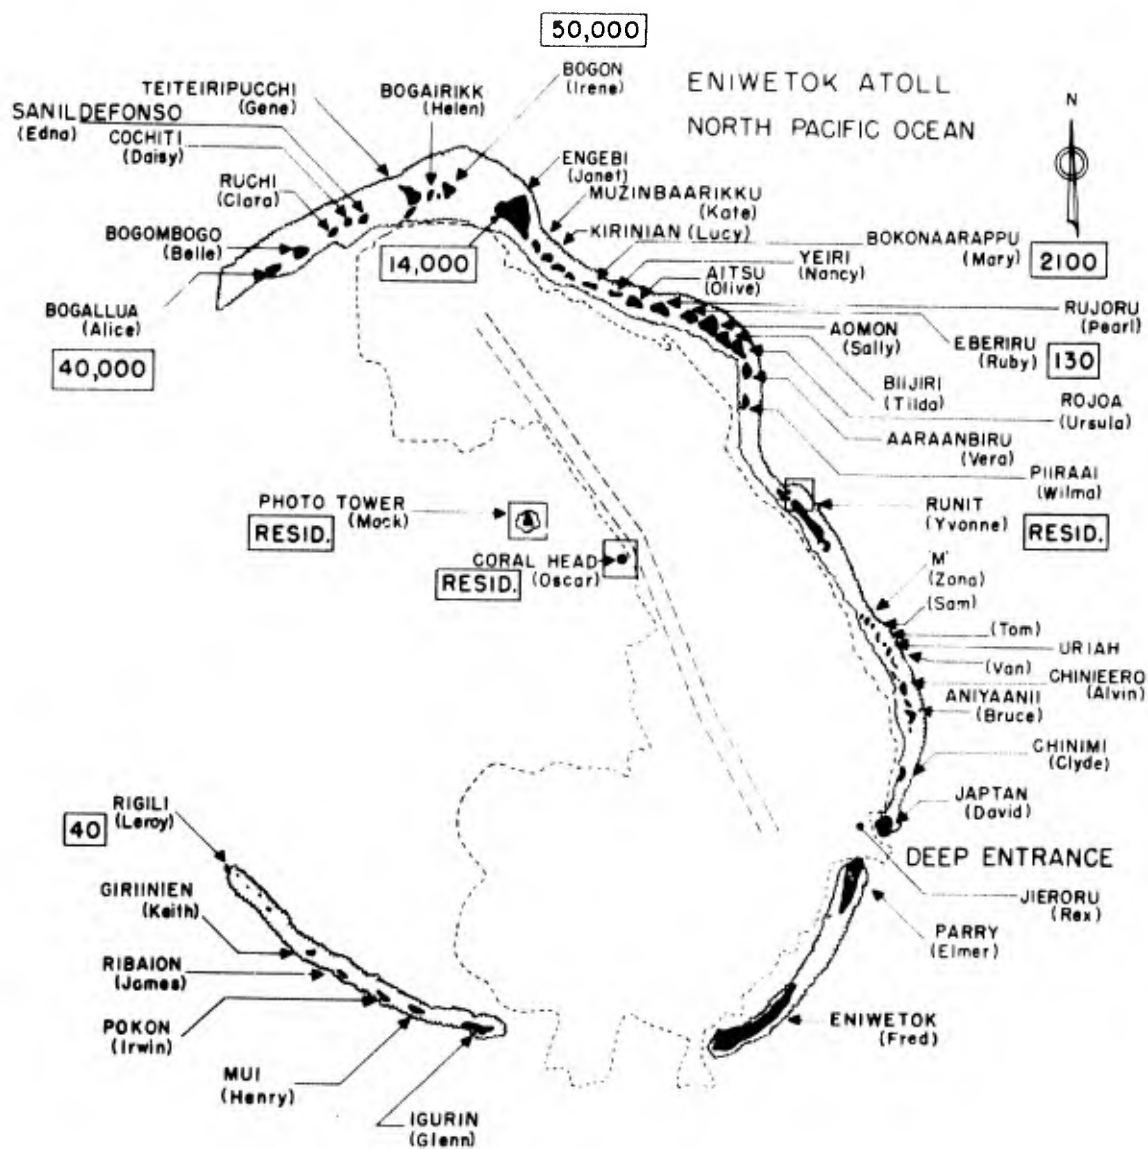 50,000
ENIWETOK ATOLL
NORTH PACIFIC OCEAN
N
TEITEIRIPUCCHI
(Gene)
BOGAIRIKK
(Helen)
BOGON
(Irene)
SANILDEFONSO
(Edna)
COCHITI
(Daisy)
RUCHI
(Clara)
BOGOMBOGO
(Belle)
BOGALLUA
(Alice)
40,000
14,000
ENGEBI
(Janet)
MUZINBAARIKKU
(Kate)
KIRINIAN (Lucy)
BOKONAARAPPU
(Mary)
2100
YEIRI
(Nancy)
AITSU
(Olive)
RUJORU
(Pearl)
AOMON
(Sally)
EBERIRU
(Ruby)
130
BIIJIRI
(Tilda)
ROJOA
(Ursula)
AARAANBIRU
(Vera)
PIIRAAI
(Wilma)
RUNIT
(Yvonne)
RESID.
PHOTO TOWER
(Mack)
RESID.
CORAL HEAD
(Oscar)
RESID.
'M'
(Zona)
(Sam)
(Tom)
URIAH
(Van)
CHINIEERO
(Alvin)
ANIYAANII
(Bruce)
CHINIMI
(Clyde)
JAPTAN
(David)
DEEP ENTRANCE
JIERORU
(Rex)
PARRY
(Elmer)
ENIWETOK
(Fred)
RIGILI
(Leroy)
40
GIRIINIEN
(Keith)
RIBAION
(James)
POKON
(Irwin)
MUI
(Henry)
IGURIN
(Glenn)